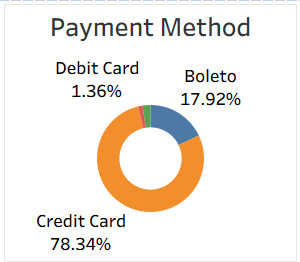 Payment Method
Debit Card
1.36%
Boleto
17.92%
Credit Card
78.34%